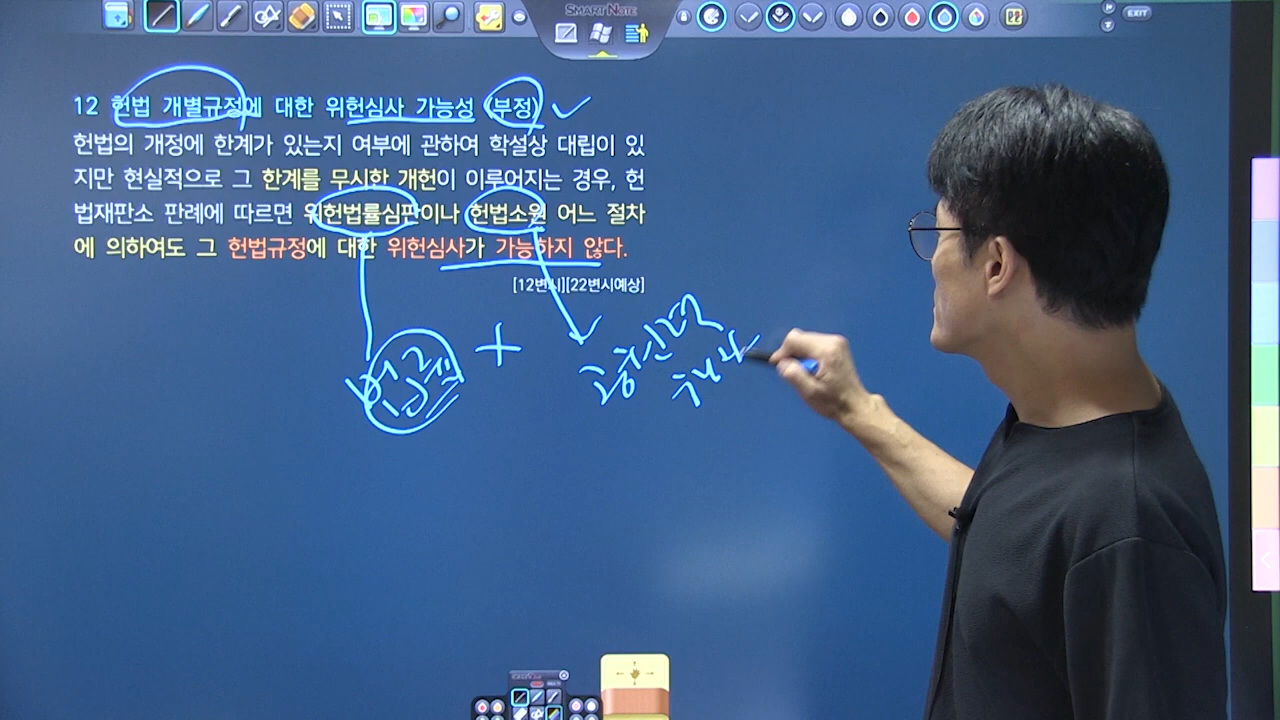 SMART NOTE
EXIT
12 헌법 개별규정에 대한 위헌심사 가능성 (부정)
헌법의 개정에 한계가 있는지 여부에 관하여 학설상 대립이 있
지만 현실적으로 그 한계를 무시한 개헌이 이루어지는 경우, 헌
법재판소 판례에 따르면 위헌법률심판이나 헌법소원 어느 절차
에 의하여도 그 헌법규정에 대한 위헌심사가 가능하지 않다.
[12변시][22변시예상]
법률 + 공권력